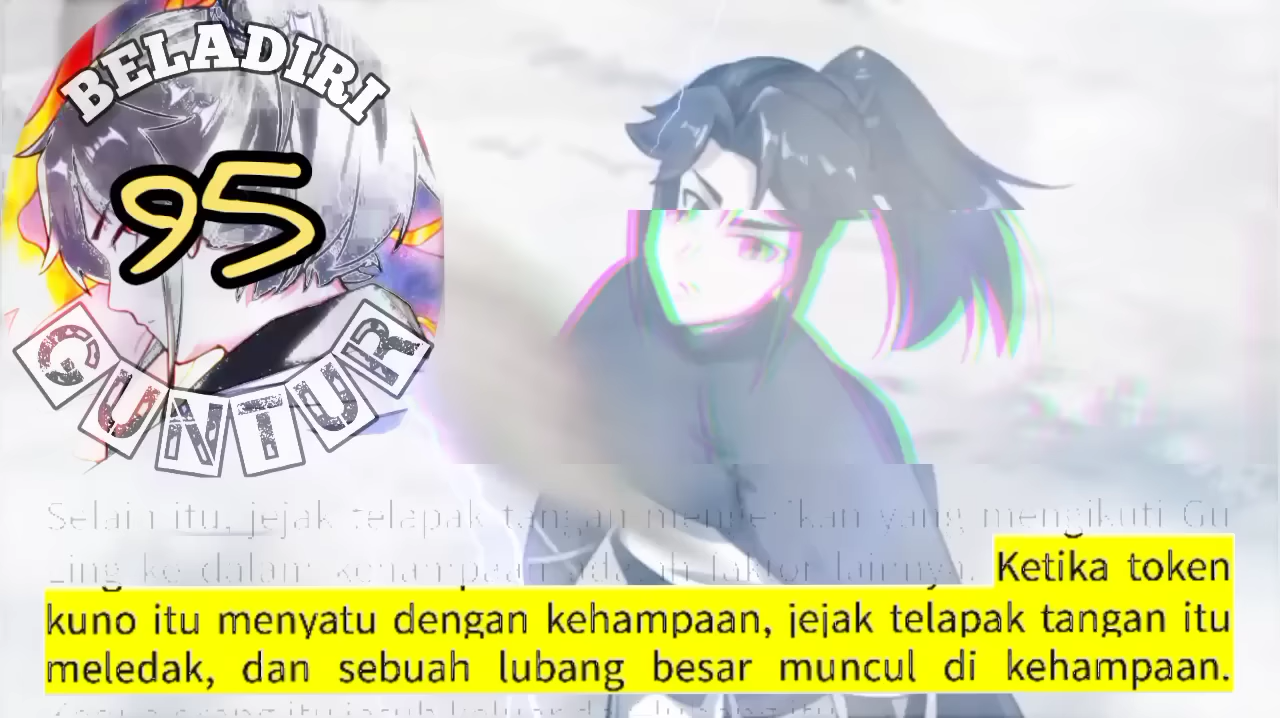 BELADIRI
95
GUNTUR
Selain itu, jejak telapak tangan mengerikan yang mengikuti Gu
Ling ke dalam kehampaan adalah faktor lainnya. Ketika token
kuno itu menyatu dengan kehampaan, jejak telapak tangan itu
meledak, dan sebuah lubang besar muncul di kehampaan.